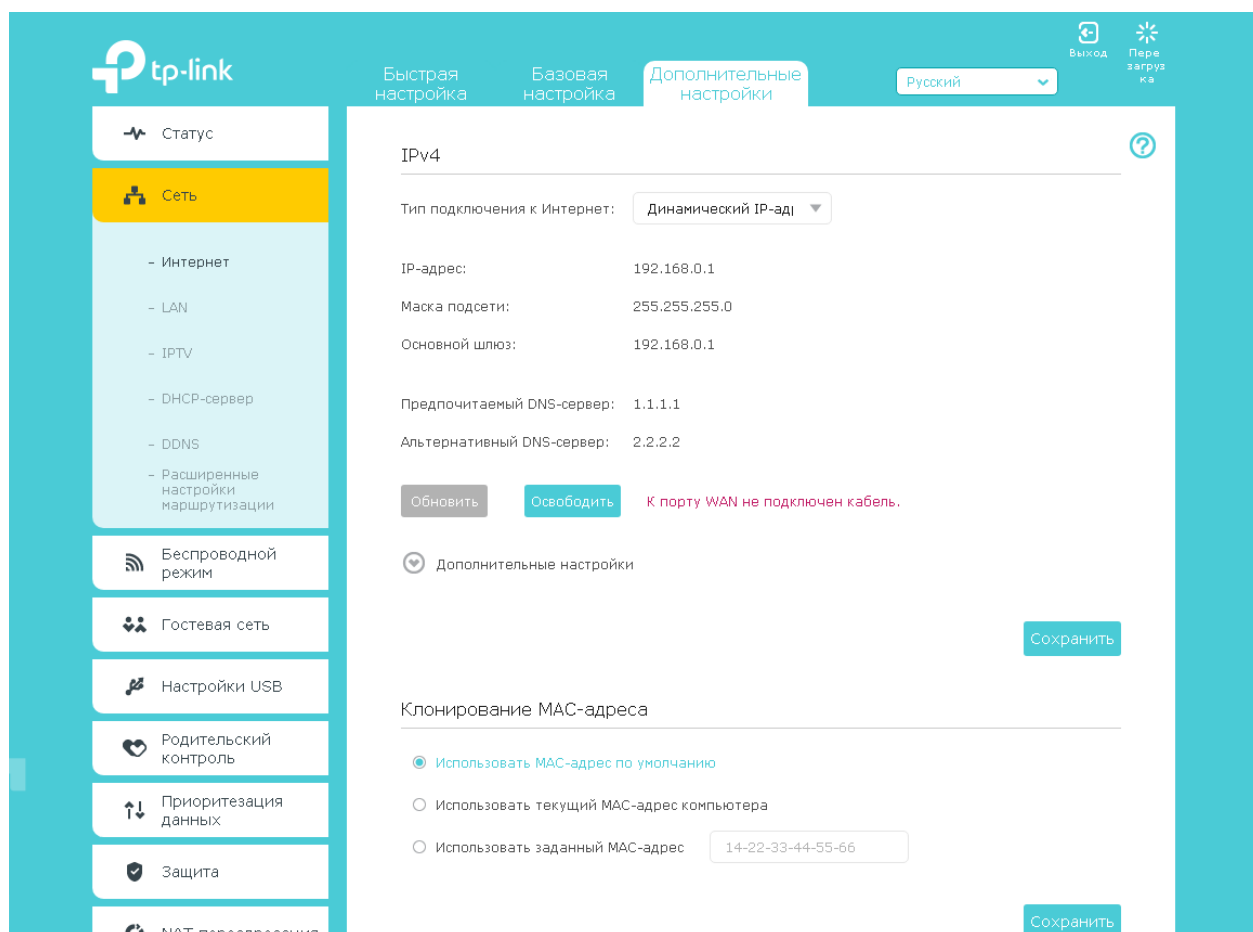 tp-link
Быстрая
настройка
Базовая
настройка
Дополнительные
настройки
Русский
Выход
Пере
загруз
ка
Статус
Сеть
- Интернет
- LAN
- IPTV
- DHCP-сервер
- DDNS
- Расширенные
настройки
маршрутизации
Беспроводной
режим
Гостевая сеть
Настройки USB
Родительский
контроль
Приоритезация
данных
Защита
NAT
IPv4
Тип подключения к Интернет: Динамический IP-адр
IP-адрес: 192.168.0.1
Маска подсети: 255.255.255.0
Основной шлюз: 192.168.0.1
Предпочитаемый DNS-сервер: 1.1.1.1
Альтернативный DNS-сервер: 2.2.2.2
Обновить Освободить К порту WAN не подключен кабель.
Дополнительные настройки
Сохранить
Клонирование MAC-адреса
Использовать MAC-адрес по умолчанию
Использовать текущий MAC-адрес компьютера
Использовать заданный MAC-адрес 14-22-33-44-55-66
Сохранить